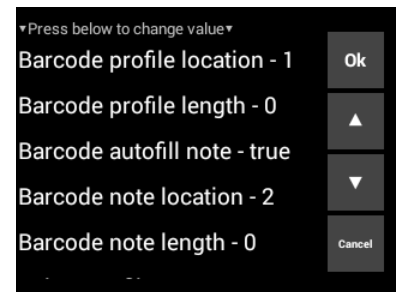 ▾Press below to change value▾
Barcode profile location - 1
Ok
Barcode profile length - 0
▲
Barcode autofill note - true
Barcode note location - 2
▼
Barcode note length - 0
Cancel